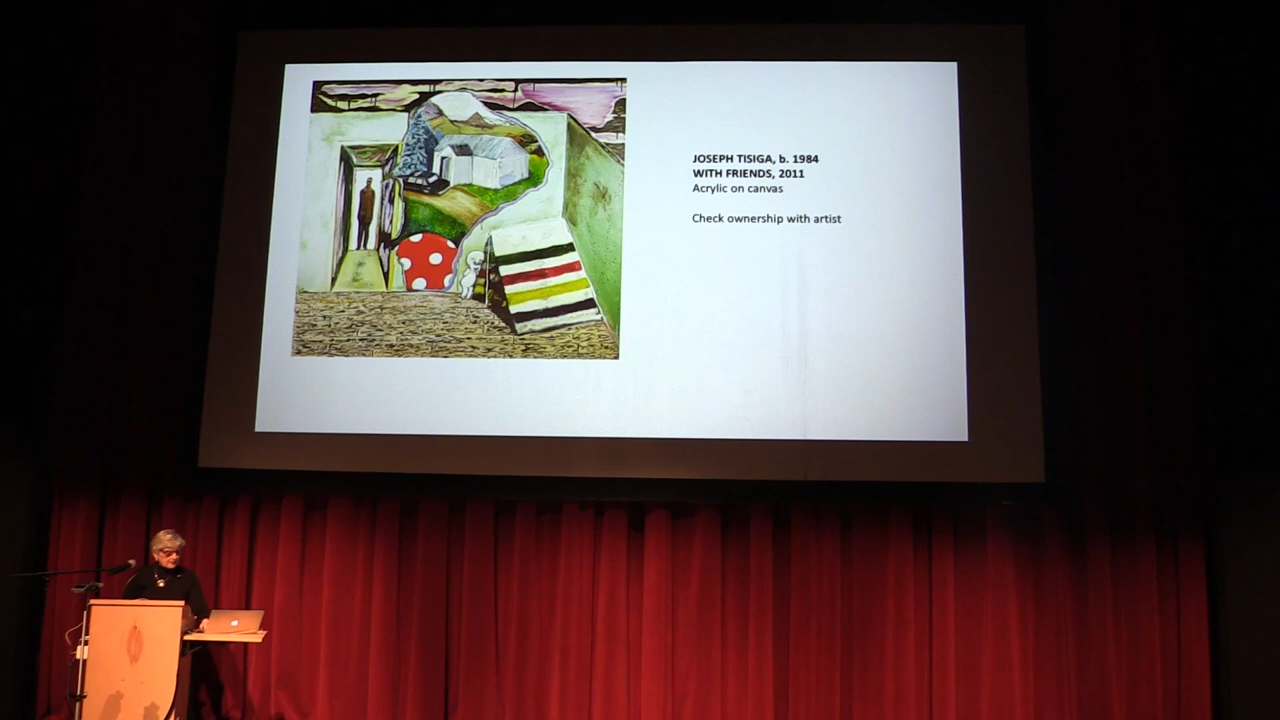 JOSEPH TISIGA, b. 1984
WITH FRIENDS, 2011
Acrylic on canvas
Check ownership with artist